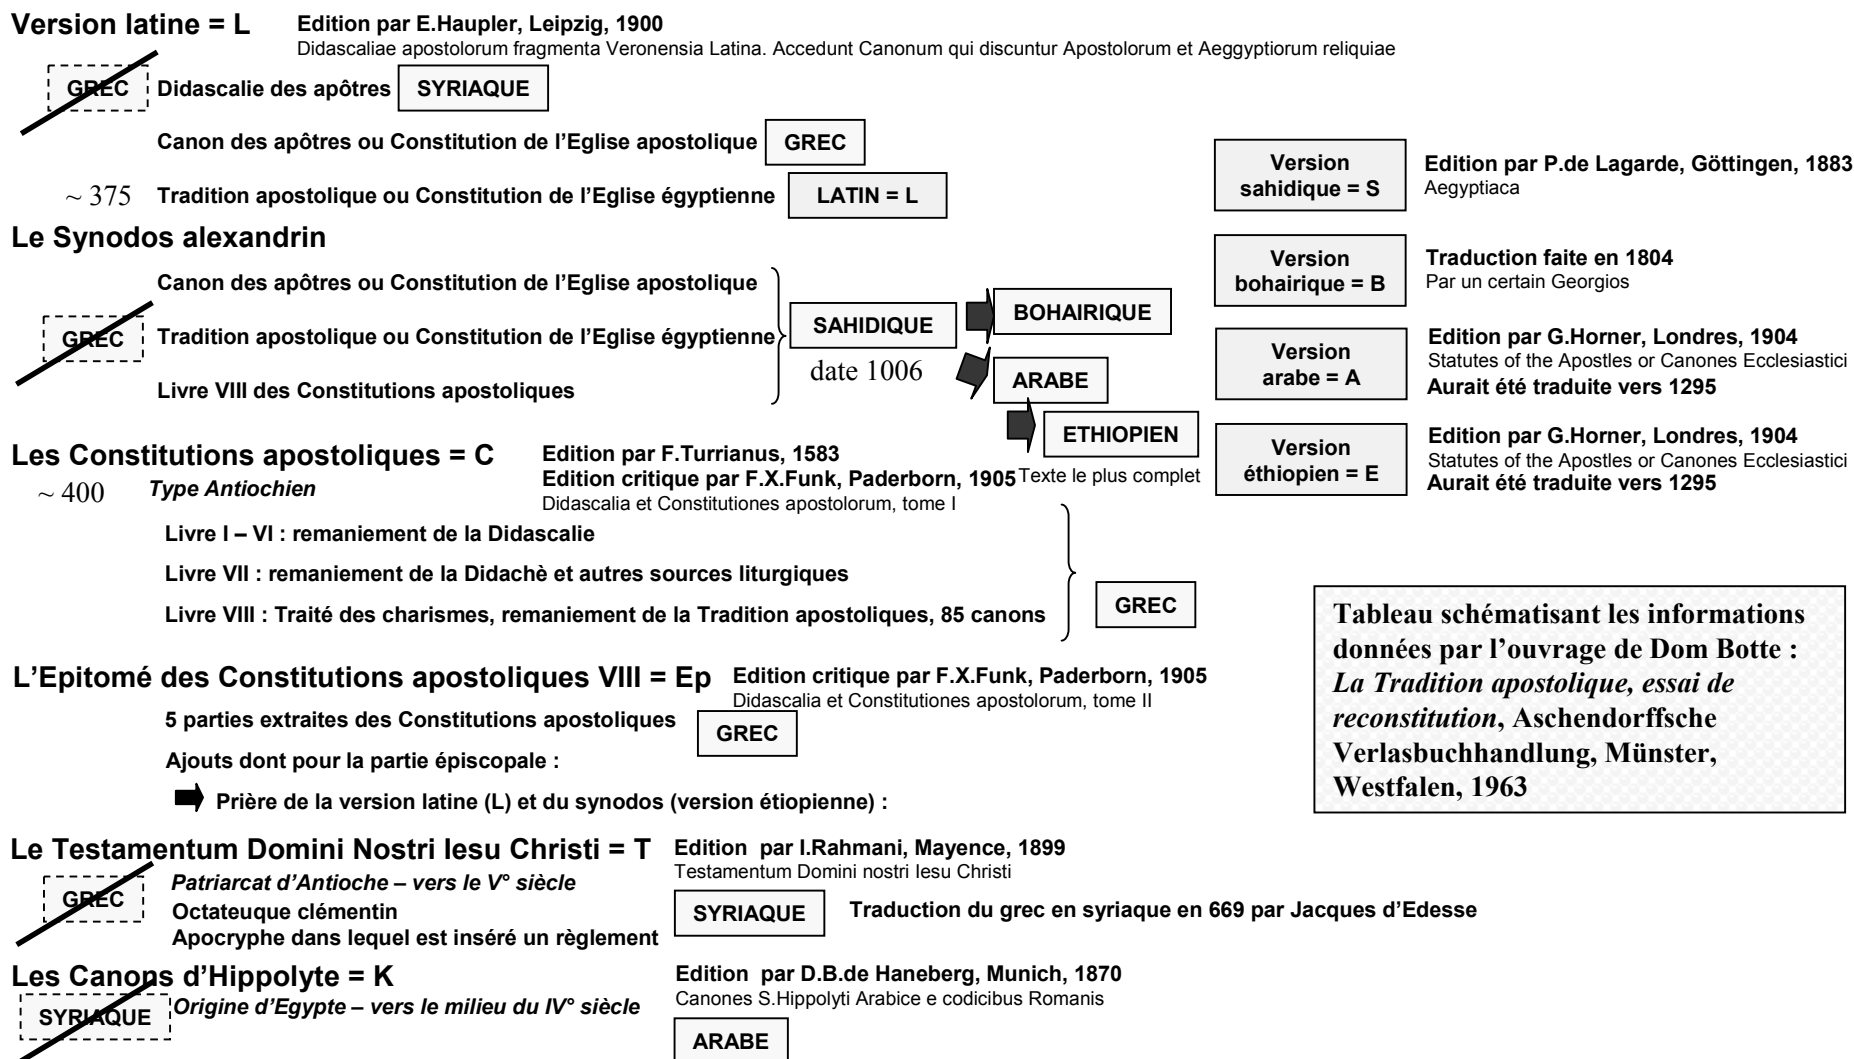 Version latine = L
Edition par E.Haupler, Leipzig, 1900
Didascaliae apostolorum fragmenta Veronensia Latina. Accedunt Canonum qui discuntur Apostolorum et Aeggyptiorum reliquiae
GREC
Didascalie des apôtres
SYRIAQUE
Canon des apôtres ou Constitution de l’Eglise apostolique
GREC
~ 375
Tradition apostolique ou Constitution de l’Eglise égyptienne
LATIN = L
Le Synodos alexandrin
Canon des apôtres ou Constitution de l’Eglise apostolique
GREC
Tradition apostolique ou Constitution de l’Eglise égyptienne
Livre VIII des Constitutions apostoliques
SAHIDIQUE
date 1006
BOHAIRIQUE
ARABE
ETHIOPIEN
Texte le plus complet
Version
sahidique = S
Edition par P.de Lagarde, Göttingen, 1883
Aegyptiaca
Version
bohairique = B
Traduction faite en 1804
Par un certain Georgios
Version
arabe = A
Edition par G.Horner, Londres, 1904
Statutes of the Apostles or Canones Ecclesiastici
Aurait été traduite vers 1295
Version
éthiopien = E
Edition par G.Horner, Londres, 1904
Statutes of the Apostles or Canones Ecclesiastici
Aurait été traduite vers 1295
Les Constitutions apostoliques = C
~ 400
Type Antiochien
Edition par F.Turrianus, 1583
Edition critique par F.X.Funk, Paderborn, 1905
Didascalia et Constitutiones apostolorum, tome I
Livre I – VI : remaniement de la Didascalie
Livre VII : remaniement de la Didachè et autres sources liturgiques
Livre VIII : Traité des charismes, remaniement de la Tradition apostoliques, 85 canons
GREC
Tableau schématisant les informations
données par l’ouvrage de Dom Botte :
La Tradition apostolique, essai de
reconstitution, Aschendorffsche
Verlasbuchhandlung, Münster,
Westfalen, 1963
L’Epitomé des Constitutions apostoliques VIII = Ep
Edition critique par F.X.Funk, Paderborn, 1905
Didascalia et Constitutiones apostolorum, tome II
5 parties extraites des Constitutions apostoliques
GREC
Ajouts dont pour la partie épiscopale :
Prière de la version latine (L) et du synodos (version étiopienne) :
Le Testamentum Domini Nostri Iesu Christi = T
Edition par I.Rahmani, Mayence, 1899
Testamentum Domini nostri Iesu Christi
GREC
Patriarcat d’Antioche – vers le V° siècle
Octateuque clémentin
Apocryphe dans lequel est inséré un règlement
SYRIAQUE
Traduction du grec en syriaque en 669 par Jacques d’Edesse
Les Canons d’Hippolyte = K
SYRIAQUE
Origine d’Egypte – vers le milieu du IV° siècle
Edition par D.B.de Haneberg, Munich, 1870
Canones S.Hippolyti Arabice e codicibus Romanis
ARABE